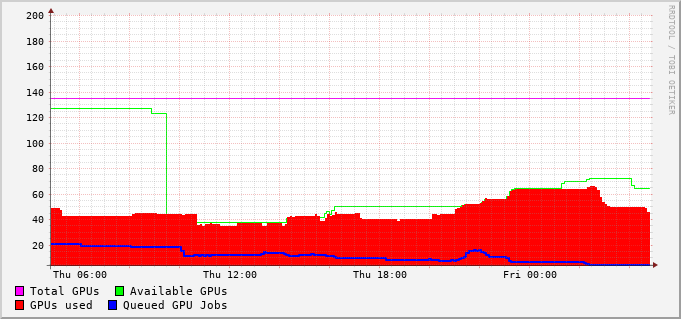 200
180
160
140
120
100
80
60
40
20
Thu 06:00 Thu 12:00 Thu 18:00 Fri 00:00
Total GPUs Available GPUs
GPUs used Queued GPU Jobs
RRDTOOL / TOBI OETIKER